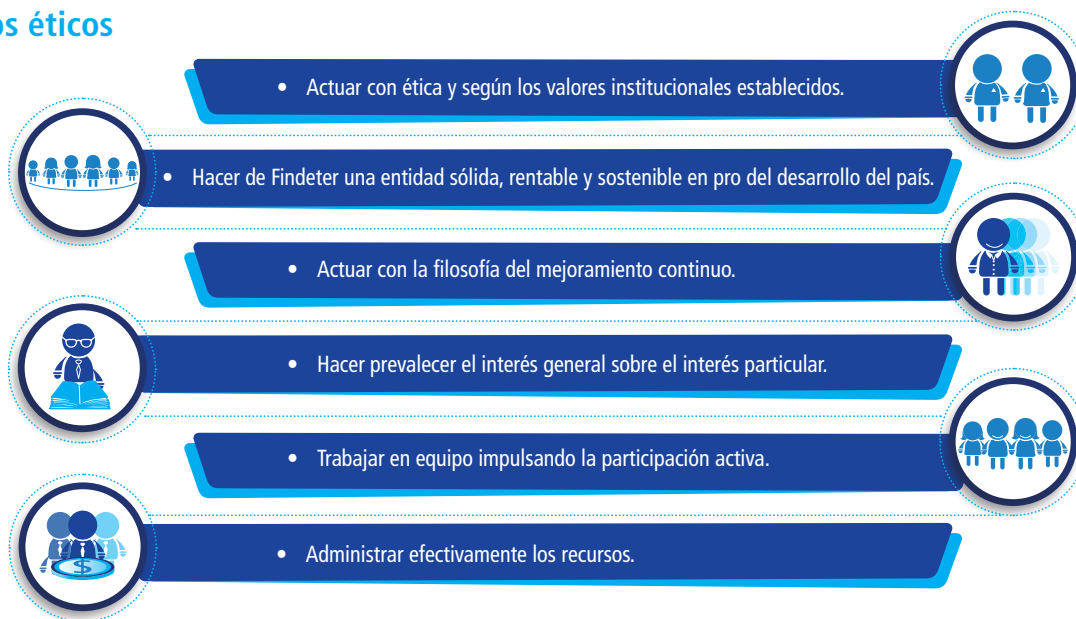 os éticos
• Actuar con ética y según los valores institucionales establecidos.
• Hacer de Findeter una entidad sólida, rentable y sostenible en pro del desarrollo del país.
• Actuar con la filosofía del mejoramiento continuo.
• Hacer prevalecer el interés general sobre el interés particular.
• Trabajar en equipo impulsando la participación activa.
• Administrar efectivamente los recursos.
$